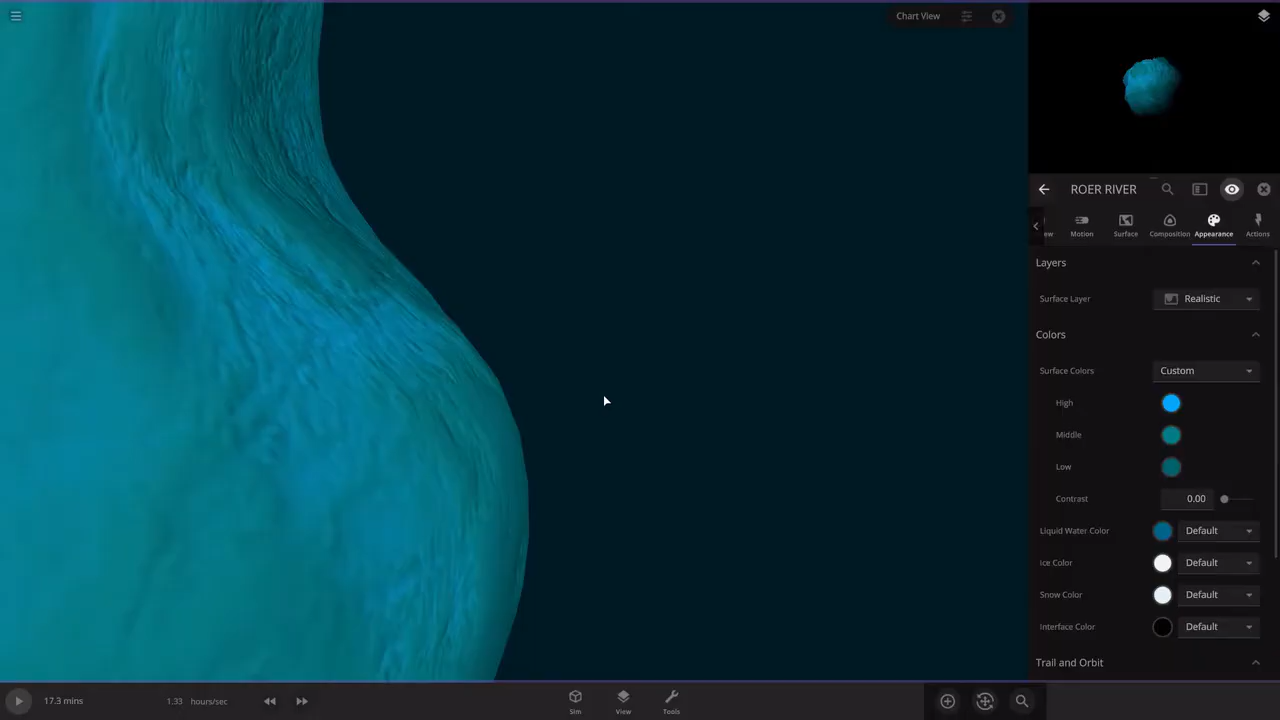 Chart View
ROER RIVER
ew
Motion
Surface
Composition
Appearance
Actions
Layers
Surface Layer
Realistic
Colors
Surface Colors
Custom
High
Middle
Low
Contrast
0.00
Liquid Water Color
Default
Ice Color
Default
Snow Color
Default
Interface Color
Default
Trail and Orbit
17.3 mins
1.33 hours/sec
Sim
View
Tools